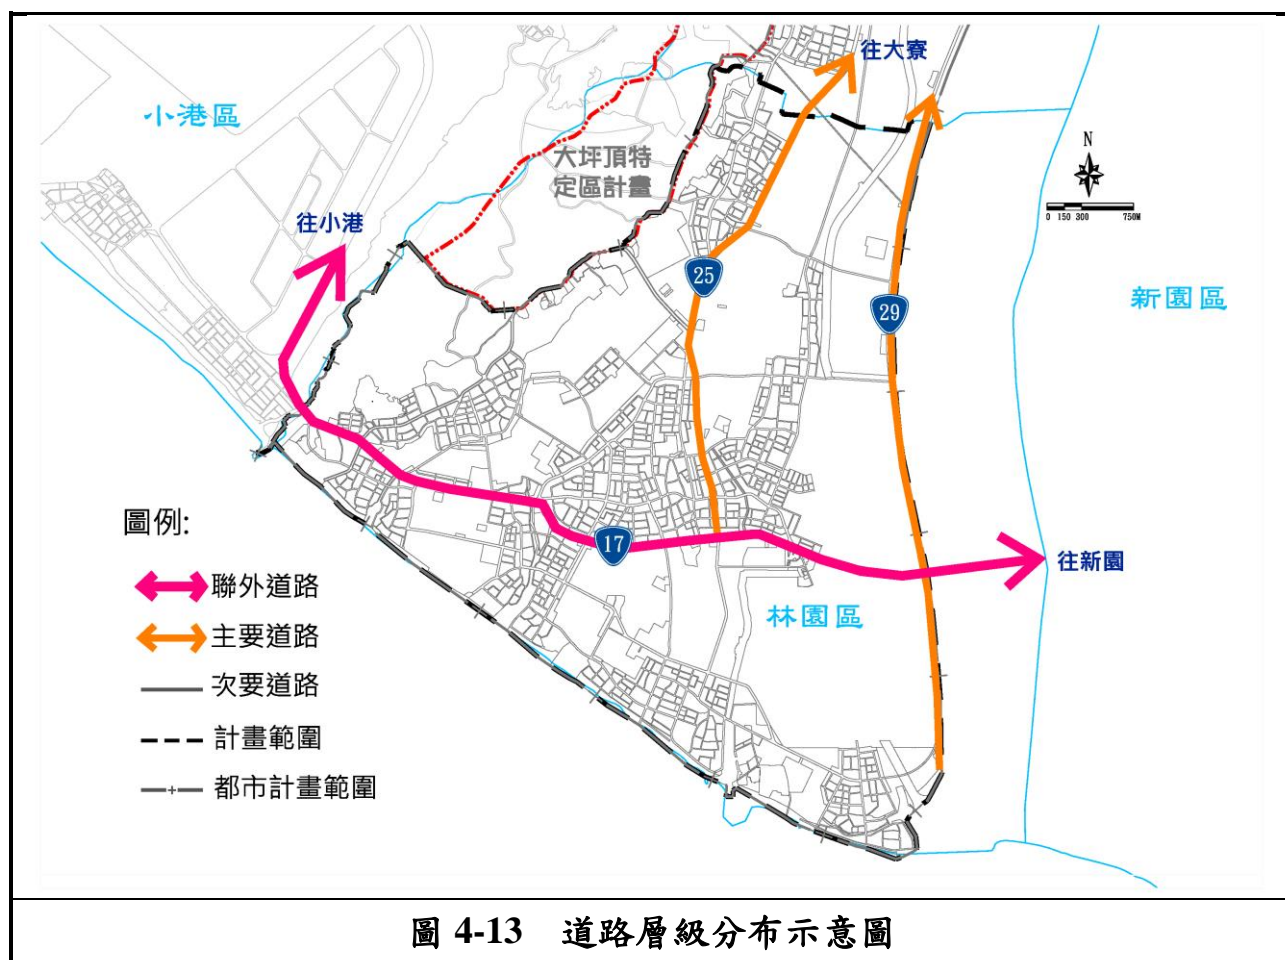 往大寮
小港區
大坪頂特
定區計畫
N
0 150 300 750M
往小港
25
29
新園區
17
往新園
林園區
圖例:
聯外道路
主要道路
次要道路
計畫範圍
都市計畫範圍
圖 4-13 道路層級分布示意圖